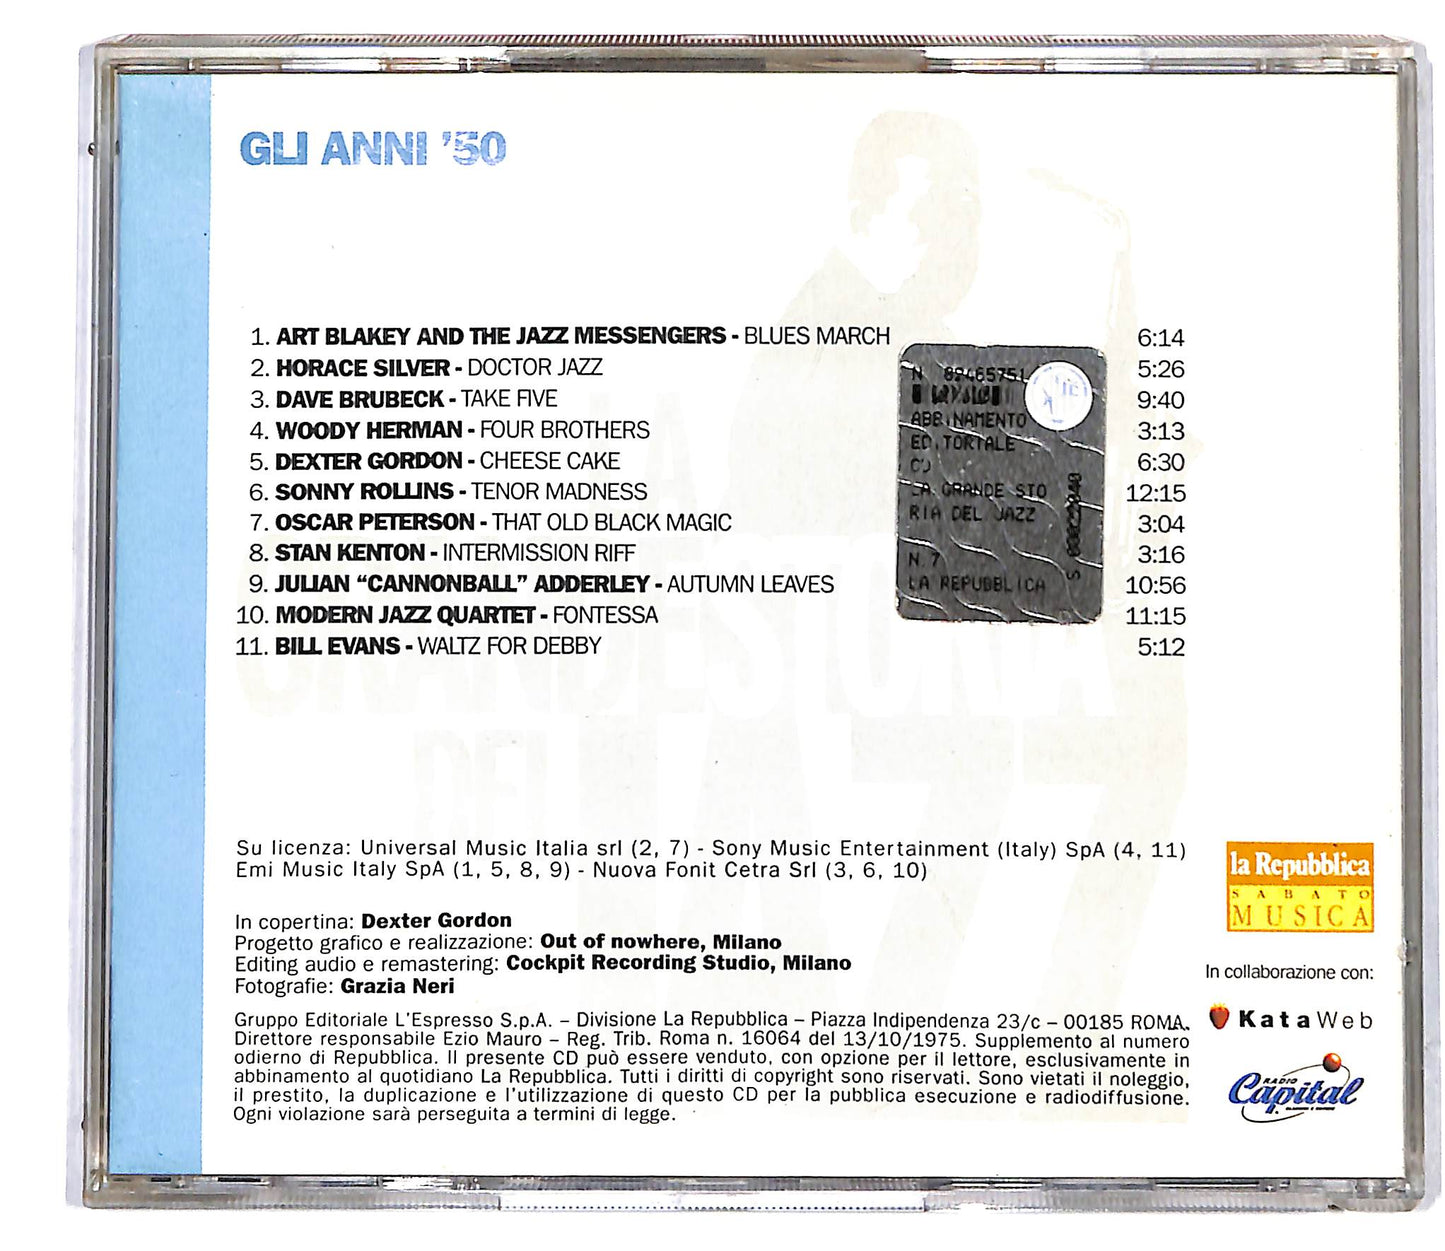 GLI ANNI '50
1. ART BLAKEY AND THE JAZZ MESSENGERS - BLUES MARCH 6:14
2. HORACE SILVER - DOCTOR JAZZ 5:26
3. DAVE BRUBECK - TAKE FIVE 9:40
4. WOODY HERMAN - FOUR BROTHERS 3:13
5. DEXTER GORDON - CHEESE CAKE 6:30
6. SONNY ROLLINS - TENOR MADNESS 12:15
7. OSCAR PETERSON - THAT OLD BLACK MAGIC 3:04
8. STAN KENTON - INTERMISSION RIFF 3:16
9. JULIAN “CANNONBALL” ADDERLEY - AUTUMN LEAVES 10:56
10. MODERN JAZZ QUARTET - FONTESSA 11:15
11. BILL EVANS - WALTZ FOR DEBBY 5:12
N 82465751
ABBINAMENTO
EDITORIALE
CD
LA GRANDE STO
RIA DEL JAZZ
N.7
LA REPUBBLICA
LA
GRANDE STORIA
DEL JAZZ
Su licenza: Universal Music Italia srl (2, 7) - Sony Music Entertainment (Italy) SpA (4, 11)
Emi Music Italy SpA (1, 5, 8, 9) - Nuova Fonit Cetra Srl (3, 6, 10)
In copertina: Dexter Gordon
Progetto grafico e realizzazione: Out of nowhere, Milano
Editing audio e remastering: Cockpit Recording Studio, Milano
Fotografie: Grazia Neri
Gruppo Editoriale L'Espresso S.p.A. – Divisione La Repubblica – Piazza Indipendenza 23/c – 00185 ROMA.
Direttore responsabile Ezio Mauro – Reg. Trib. Roma n. 16064 del 13/10/1975. Supplemento al numero
odierno di Repubblica. Il presente CD può essere venduto, con opzione per il lettore, esclusivamente in
abbinamento al quotidiano La Repubblica. Tutti i diritti di copyright sono riservati. Sono vietati il noleggio,
il prestito, la duplicazione e l'utilizzazione di questo CD per la pubblica esecuzione e radiodiffusione.
Ogni violazione sarà perseguita a termini di legge.
la Repubblica
SABATO
MUSICA
In collaborazione con:
KataWeb
RADIO
Capital